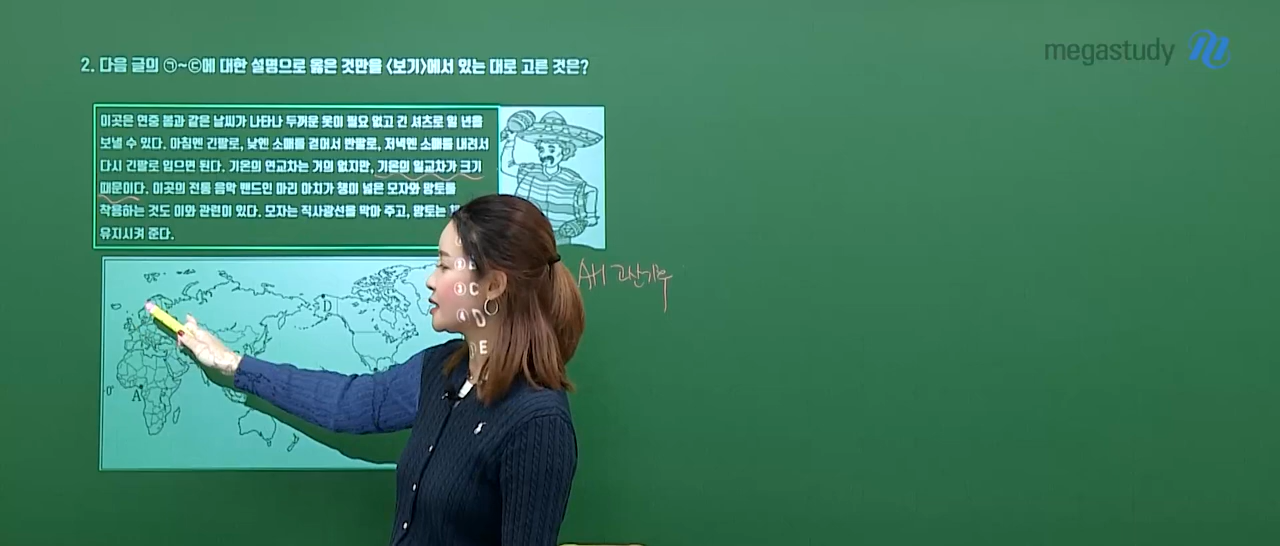 megastudy
2. 다음 글의 ㉠~㉢에 대한 설명으로 옳은 것만을 <보기>에서 있는 대로 고른 것은?
이곳은 연중 봄과 같은 날씨가 나타나 두꺼운 옷이 필요 없고 긴 셔츠로 일 년을
보낼 수 있다. 아침엔 긴팔로, 낮엔 소매를 걷어서 반팔로, 저녁엔 소매를 내려서
다시 긴팔로 입으면 된다. 기온의 연교차는 거의 없지만, 기온의 일교차가 크기
때문이다. 이곳의 전통 음악 밴드인 마리 아치가 챙이 넓은 모자와 망토를
착용하는 것도 이와 관련이 있다. 모자는 직사광선을 막아 주고, 망토는
유지시켜 준다.
AH 고산기후
③ C
④ D
E
D
A
0°